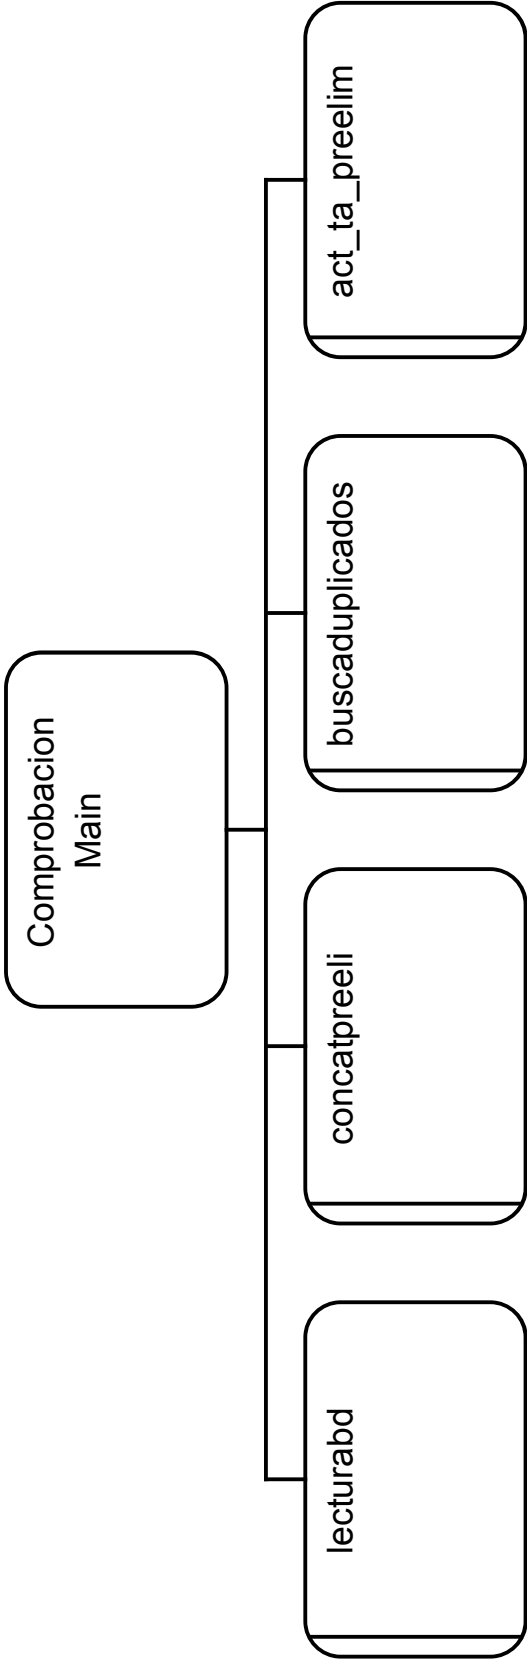 Comprobacion
Main
lecturabd
concatpreeli
buscaduplicados
act_ta_preelim